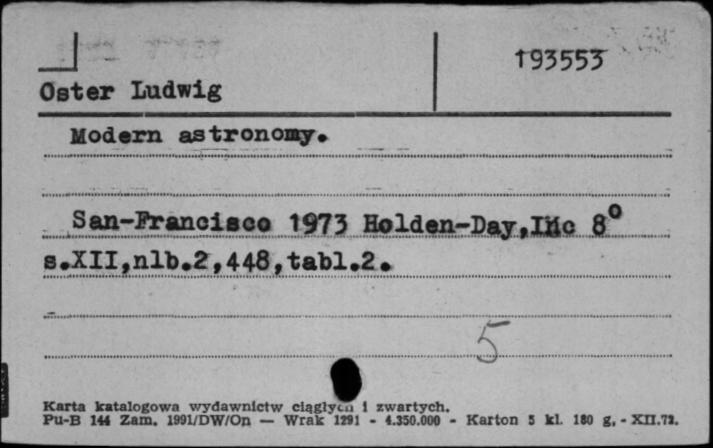 193553
Oster Ludwig
Modern astronomy.
San-Francisco 1973 Holden-Day,Inc 8°
s.XII,nlb.2,448,tabl.2.
5
Karta katalogowa wydawnictw ciągłych i zwartych.
Pu-B 144 Zam. 1991/DW/On — Wrak 1291 - 4.350.000 - Karton 5 kl. 180 g. - XII.72.